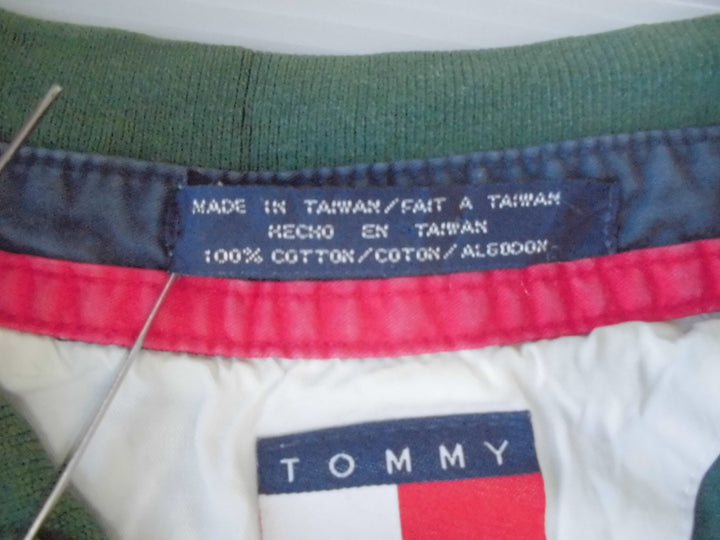 MADE IN TAIWAN/FAIT A TAIWAN
HECHO EN TAIWAN
100% COTTON/COTON/ALGODON
TOMMY